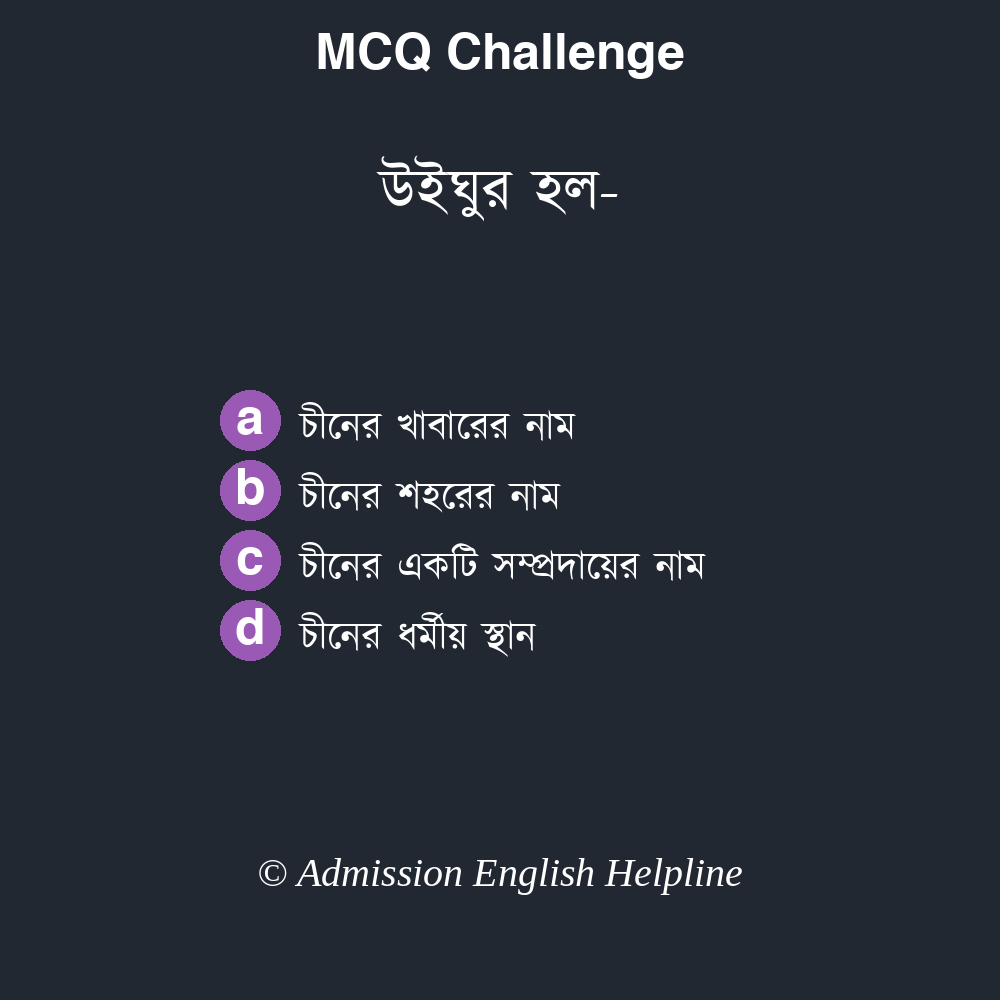 MCQ Challenge
উইঘুর হল-
a চীনের খাবারের নাম
b চীনের শহরের নাম
c চীনের একটি সম্প্রদায়ের নাম
d চীনের ধর্মীয় স্থান
© Admission English Helpline